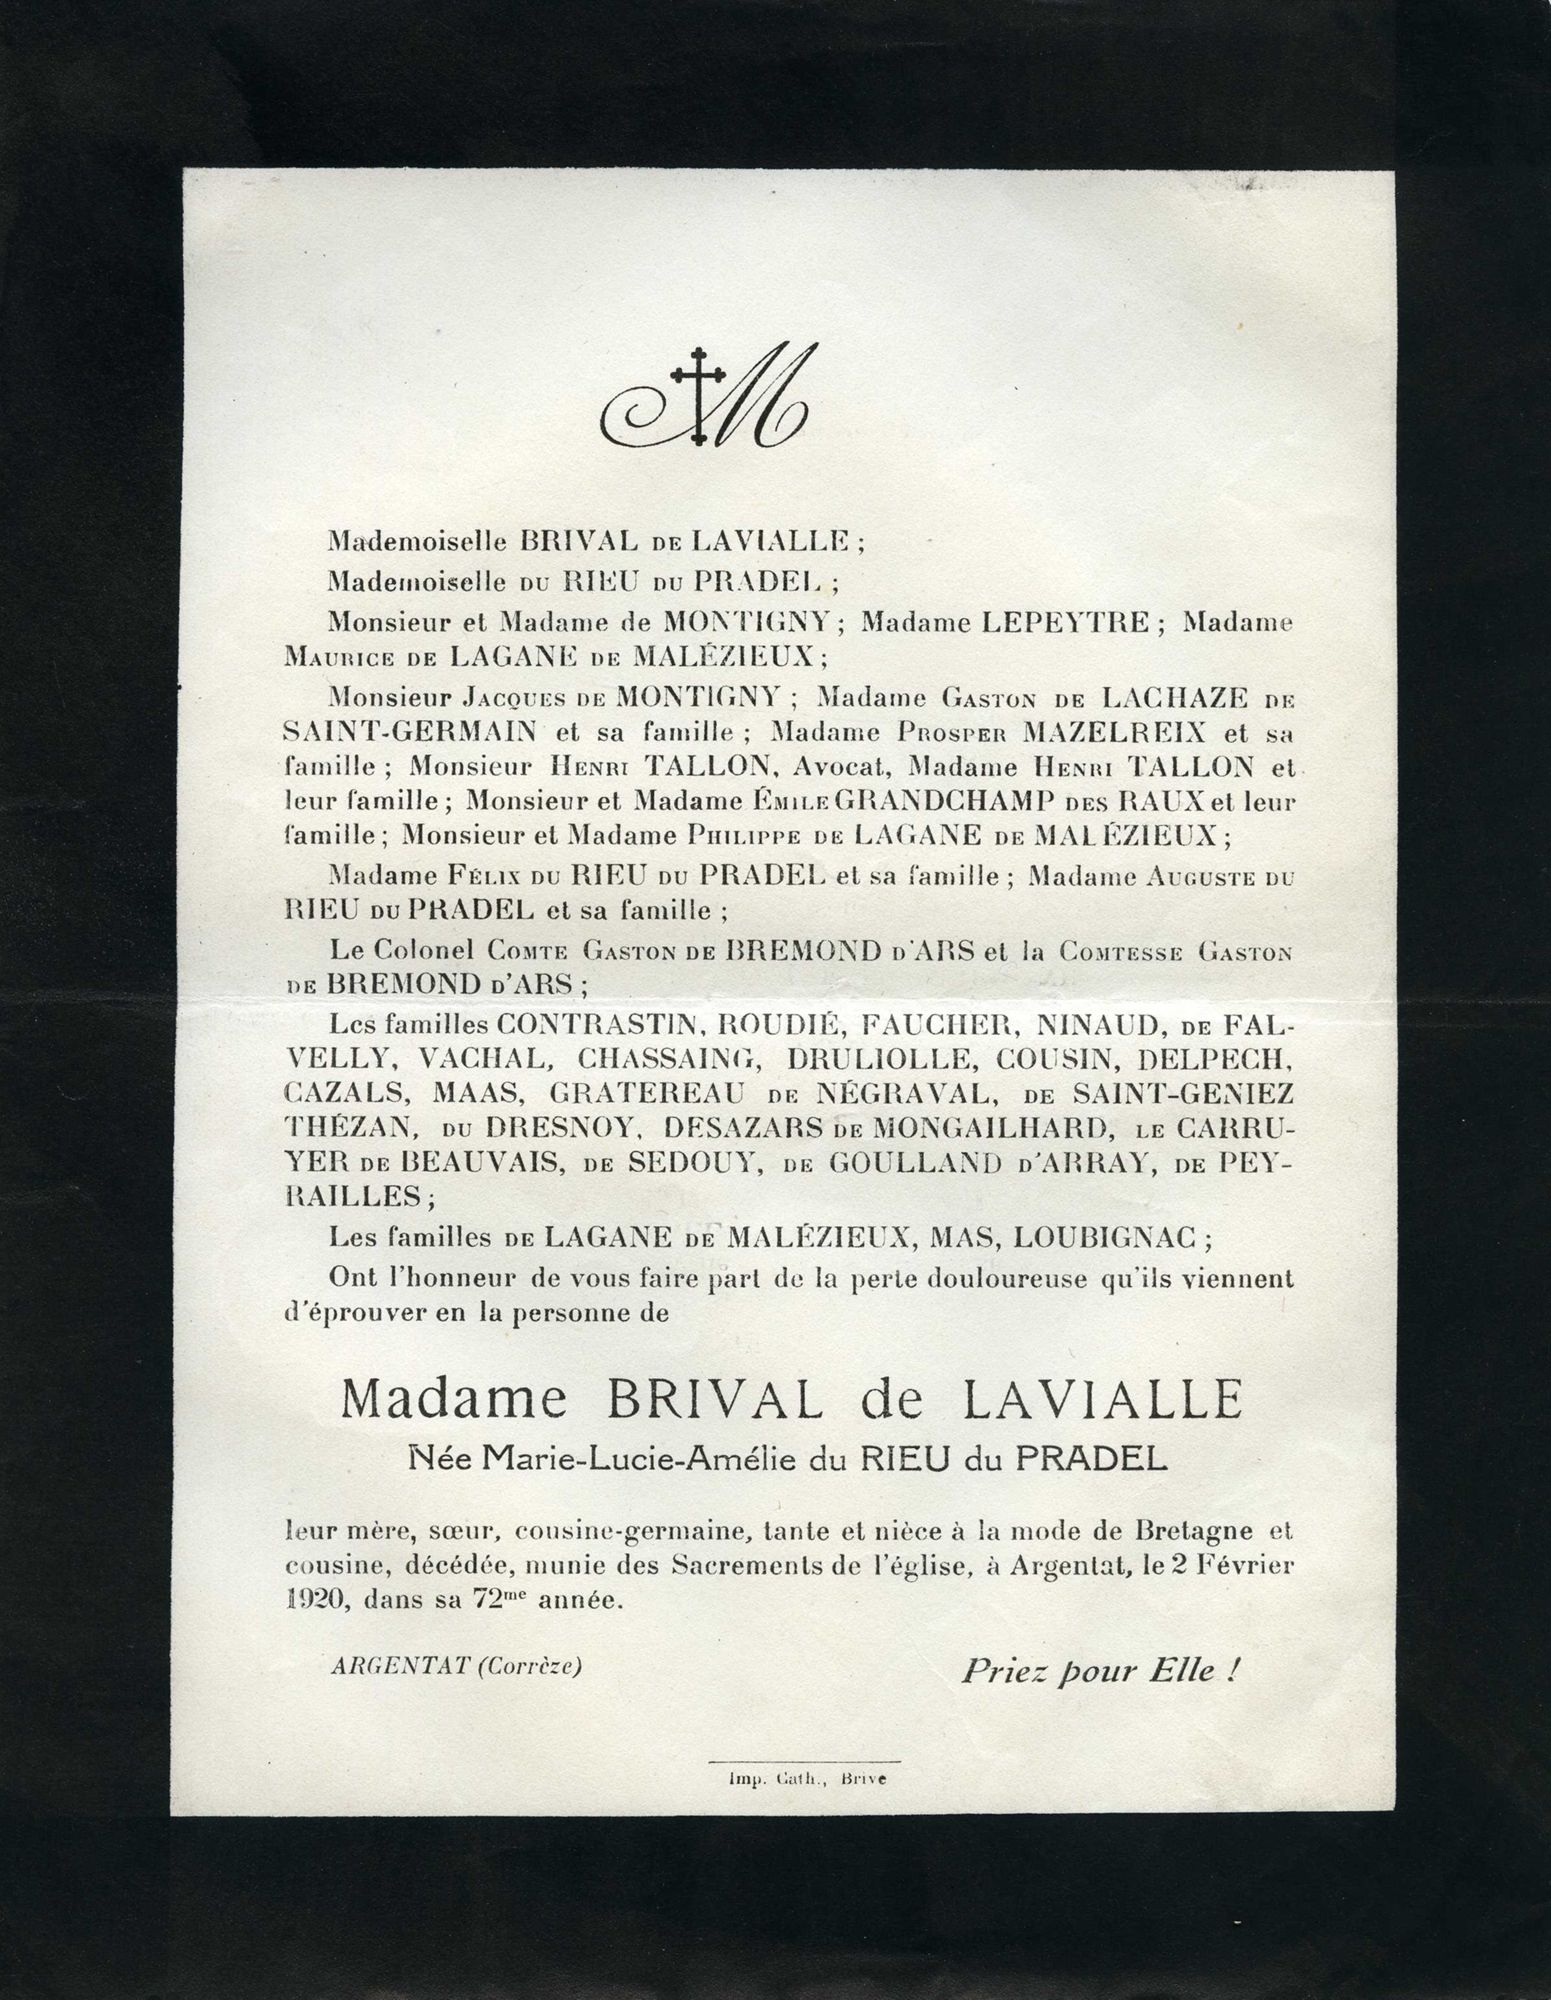 M
Mademoiselle BRIVAL DE LAVIALLE ;
Mademoiselle DU RIEU DU PRADEL ;
Monsieur et Madame de MONTIGNY ; Madame LEPEYTRE ; Madame
MAURICE DE LAGANE DE MALÉZIEUX ;
Monsieur JACQUES DE MONTIGNY ; Madame GASTON DE LACHAZE DE
SAINT-GERMAIN et sa famille ; Madame PROSPER MAZELREIX et sa
famille ; Monsieur HENRI TALLON, Avocat, Madame HENRI TALLON et
leur famille ; Monsieur et Madame ÉMILE GRANDCHAMP DES RAUX et leur
famille ; Monsieur et Madame PHILIPPE DE LAGANE DE MALÉZIEUX ;
Madame FÉLIX DU RIEU DU PRADEL et sa famille ; Madame AUGUSTE DU
RIEU DU PRADEL et sa famille ;
Le Colonel COMTE GASTON DE BREMOND D'ARS et la COMTESSE GASTON
DE BREMOND D'ARS ;
Les familles CONTRASTIN, ROUDIÉ, FAUCHER, NINAUD, DE FAL-
VELLY, VACHAL, CHASSAING, DRULIOLLE, COUSIN, DELPECH,
CAZALS, MAAS, GRATEREAU DE NÉGRAVAL, DE SAINT-GENIEZ
THÉZAN, DU DRESNOY, DESAZARS DE MONGAILHARD, LE CARRU-
YER DE BEAUVAIS, DE SEDOUY, DE GOULLAND D'ARRAY, DE PEY-
RAILLES ;
Les familles DE LAGANE DE MALÉZIEUX, MAS, LOUBIGNAC ;
Ont l'honneur de vous faire part de la perte douloureuse qu'ils viennent
d'éprouver en la personne de
Madame BRIVAL de LAVIALLE
Née Marie-Lucie-Amélie du RIEU du PRADEL
leur mère, sœur, cousine-germaine, tante et nièce à la mode de Bretagne et
cousine, décédée, munie des Sacrements de l'église, à Argentat, le 2 Février
1920, dans sa 72me année.
ARGENTAT (Corrèze)
Priez pour Elle !
Imp. Cath., Brive